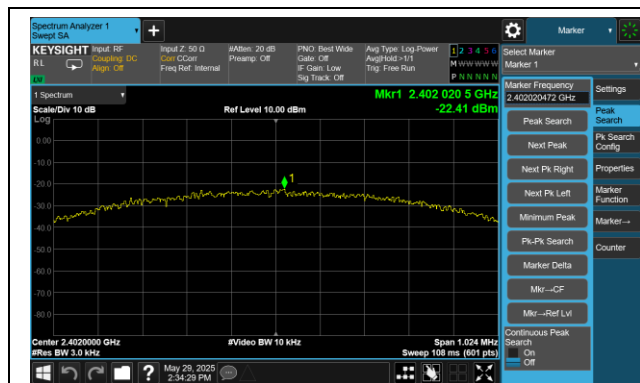 Spectrum Analyzer 1
Swept SA
+
Marker
KEYSIGHT
Input: RF
Input Z: 50 Ω
#Atten: 20 dB
PNO: Best Wide
Avg Type: Log-Power
1 2 3 4 5 6
RL
Coupling: DC
Corr CCorr
Preamp: Off
Gate: Off
Avg|Hold:>1/1
M W W W W W
Align: Off
Freq Ref: Internal
IF Gain: Low
Trig: Free Run
Sig Track: Off
P N N N N N
Select Marker
Marker 1
1 Spectrum
Mkr1 2.402 020 5 GHz
Scale/Div 10 dB
Ref Level 10.00 dBm
-22.41 dBm
Log
0.00
-10.0
-20.0
-30.0
-40.0
-50.0
-60.0
-70.0
-80.0
1
Center 2.4020000 GHz
#Video BW 10 kHz
Span 1.024 MHz
#Res BW 3.0 kHz
Sweep 108 ms (601 pts)
Marker Frequency
2.402020472 GHz
Peak Search
Next Peak
Next Pk Right
Next Pk Left
Minimum Peak
Pk-Pk Search
Marker Delta
Mkr→CF
Mkr→Ref Lvl
Continuous Peak
Search
On
Off
Settings
Peak
Search
Pk Search
Config
Properties
Marker
Function
Marker→
Counter
?
May 29, 2025
2:34:29 PM